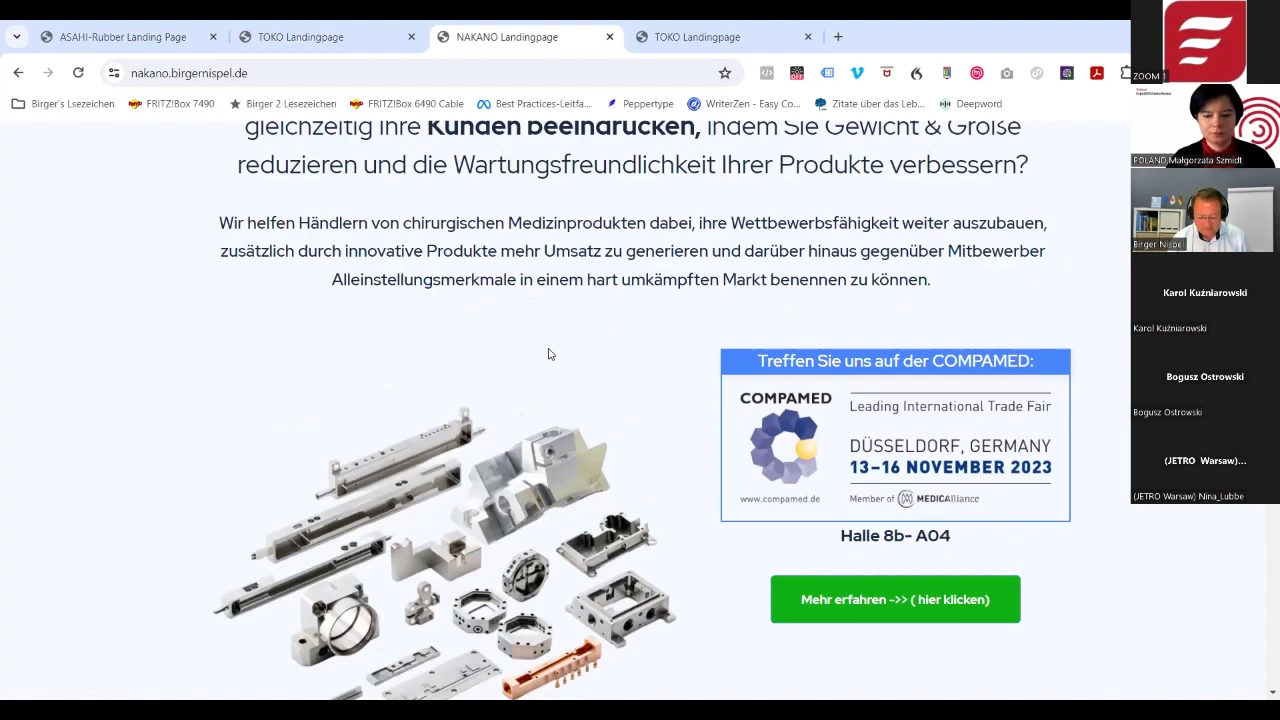 ASAHI-Rubber Landing Page
TOKO Landingpage
NAKANO Landingpage
TOKO Landingpage
nakano.birgernispel.de
Birger's Lsezeichen
FRITZ!Box 7490
Birger 2 Lesezeichen
FRITZ!Box 6490 Cable
Best Practices-Leitfa...
Peppertype
WriterZen - Easy Co...
Zitate über das Leb...
Deepword
gleichzeitig Ihre Kunden beeindrucken, indem Sie Gewicht & Größe
reduzieren und die Wartungsfreundlichkeit Ihrer Produkte verbessern?
Wir helfen Händlern von chirurgischen Medizinprodukten dabei, ihre Wettbewerbsfähigkeit weiter auszubauen,
zusätzlich durch innovative Produkte mehr Umsatz zu generieren und darüber hinaus gegenüber Mitbewerber
Alleinstellungsmerkmale in einem hart umkämpften Markt benennen zu können.
Treffen Sie uns auf der COMPAMED:
COMPAMED
Leading International Trade Fair
DÜSSELDORF, GERMANY
13–16 NOVEMBER 2023
www.compamed.de
Member of MEDICAlliance
Halle 8b- A04
Mehr erfahren ->> ( hier klicken)
ZOOM 1
POLAND Małgorzata Szmidt
Birger Nispel
Karol Kuźniarowski
Karol Kuźniarowski
Bogusz Ostrowski
Bogusz Ostrowski
(JETRO Warsaw)...
(JETRO Warsaw) Nina_Lubbe